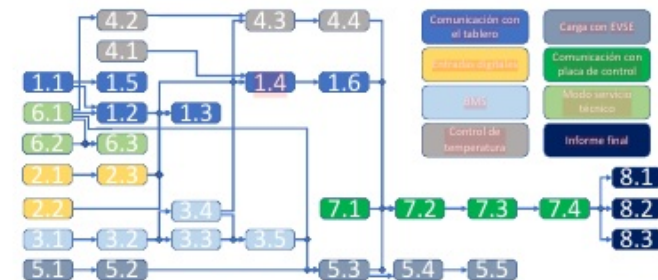 4.2 4.3 4.4
4.1
1.1 1.5 1.4 1.6
6.1 1.2 1.3
6.2 6.3
2.1 2.3
2.2 3.4 7.1 7.2 7.3 7.4
3.1 3.2 3.3 3.5
5.1 5.2 5.3 5.4 5.5
Comunicación con
el tablero
Carga con EVSE
Entradas digitales
Comunicación con
placa de control
BMS
Modo servicio
técnico
Control de
temperatura
Informe final
8.1
8.2
8.3